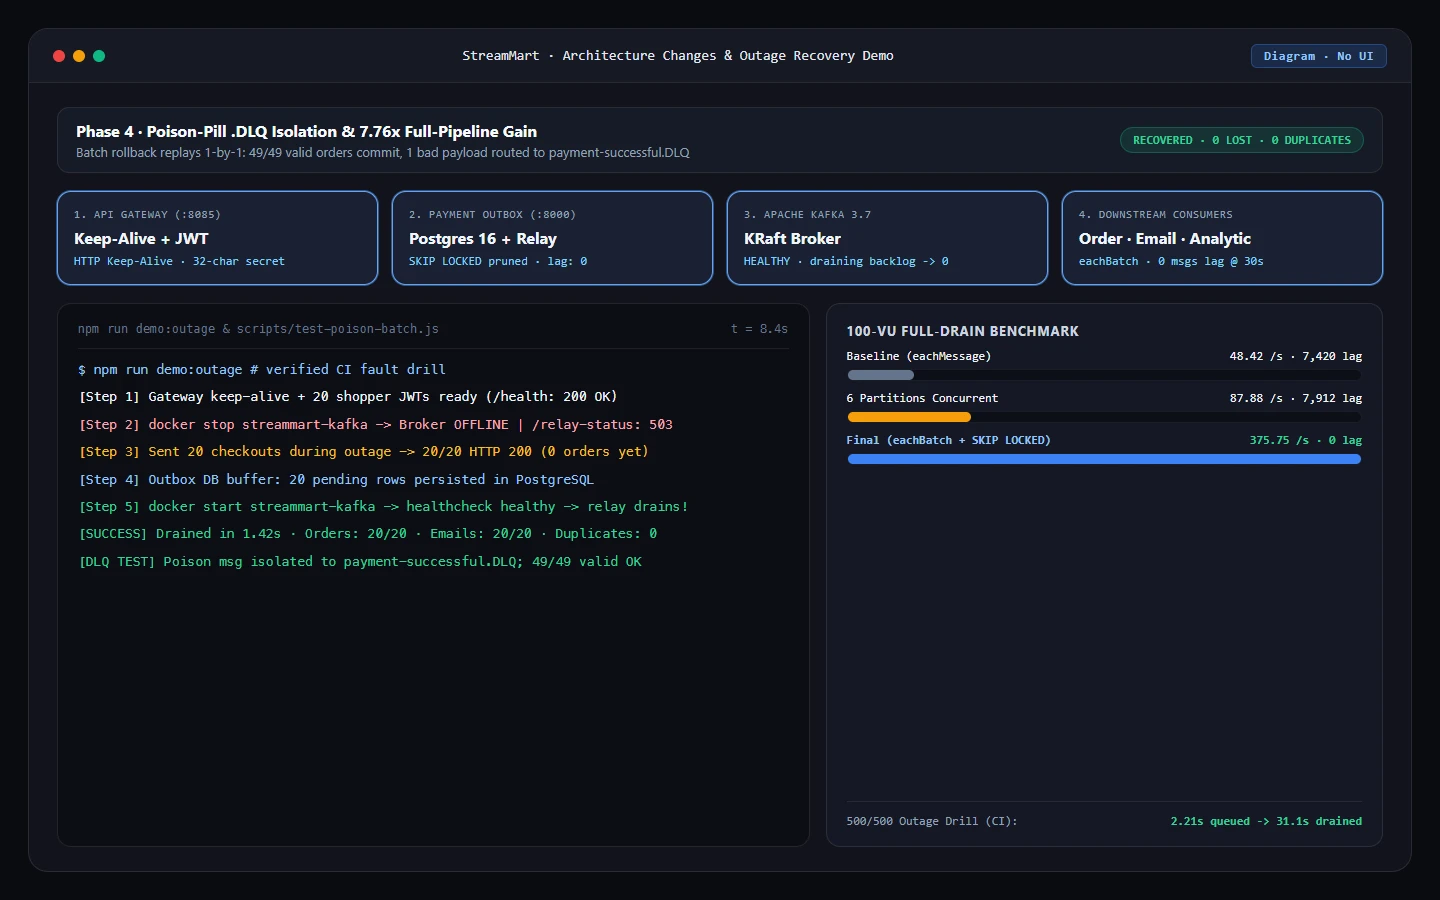 StreamMart · Architecture Changes & Outage Recovery Demo
Diagram · No UI
Phase 4 · Poison-Pill .DLQ Isolation & 7.76x Full-Pipeline Gain
Batch rollback replays 1-by-1: 49/49 valid orders commit, 1 bad payload routed to payment-successful.DLQ
RECOVERED · 0 LOST · 0 DUPLICATES
1. API GATEWAY (:8085)
Keep-Alive + JWT
HTTP Keep-Alive · 32-char secret
2. PAYMENT OUTBOX (:8000)
Postgres 16 + Relay
SKIP LOCKED pruned · lag: 0
3. APACHE KAFKA 3.7
KRaft Broker
HEALTHY · draining backlog -> 0
4. DOWNSTREAM CONSUMERS
Order · Email · Analytic
eachBatch · 0 msgs lag @ 30s
npm run demo:outage & scripts/test-poison-batch.js
t = 8.4s
$ npm run demo:outage # verified CI fault drill
[Step 1] Gateway keep-alive + 20 shopper JWTs ready (/health: 200 OK)
[Step 2] docker stop streammart-kafka -> Broker OFFLINE | /relay-status: 503
[Step 3] Sent 20 checkouts during outage -> 20/20 HTTP 200 (0 orders yet)
[Step 4] Outbox DB buffer: 20 pending rows persisted in PostgreSQL
[Step 5] docker start streammart-kafka -> healthcheck healthy -> relay drains!
[SUCCESS] Drained in 1.42s · Orders: 20/20 · Emails: 20/20 · Duplicates: 0
[DLQ TEST] Poison msg isolated to payment-successful.DLQ; 49/49 valid OK
100-VU FULL-DRAIN BENCHMARK
Baseline (eachMessage)
48.42 /s · 7,420 lag
6 Partitions Concurrent
87.88 /s · 7,912 lag
Final (eachBatch + SKIP LOCKED)
375.75 /s · 0 lag
500/500 Outage Drill (CI):
2.21s queued -> 31.1s drained